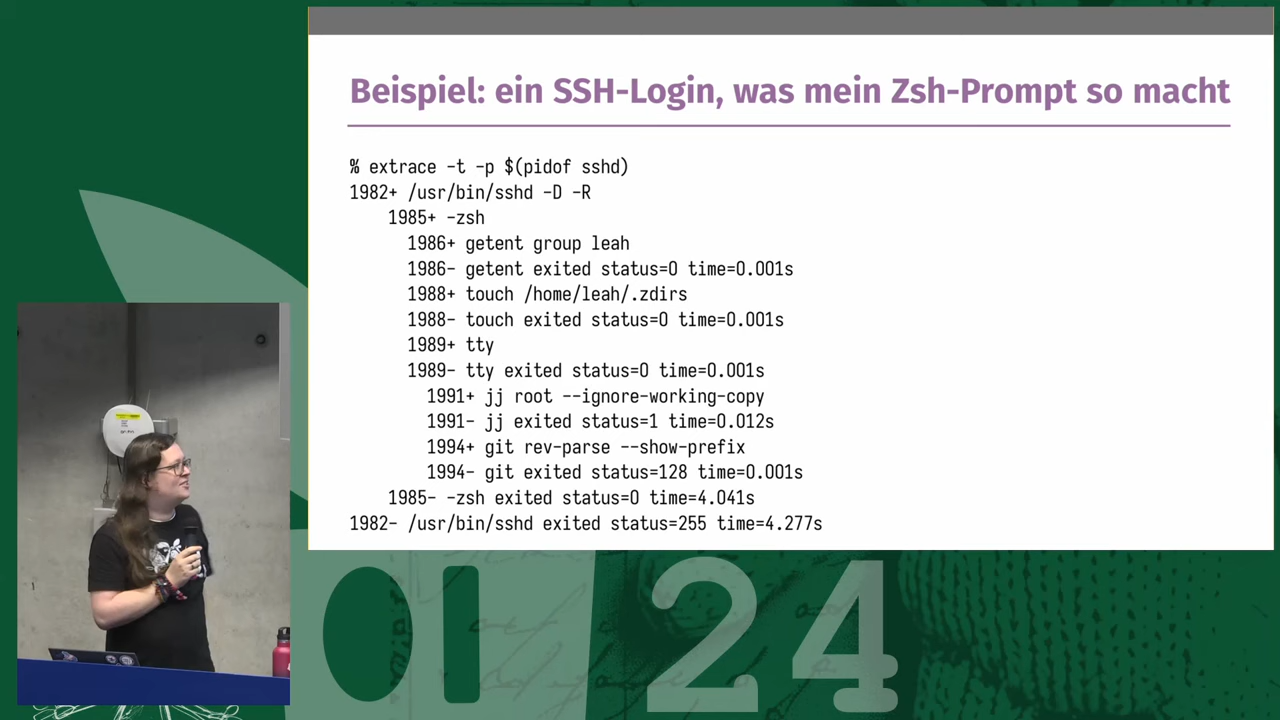 Beispiel: ein SSH-Login, was mein Zsh-Prompt so macht
% extrace -t -p $(pidof sshd)
1982+ /usr/bin/sshd -D -R
1985+ -zsh
1986+ getent group leah
1986- getent exited status=0 time=0.001s
1988+ touch /home/leah/.zdirs
1988- touch exited status=0 time=0.001s
1989+ tty
1989- tty exited status=0 time=0.001s
1991+ jj root --ignore-working-copy
1991- jj exited status=1 time=0.012s
1994+ git rev-parse --show-prefix
1994- git exited status=128 time=0.001s
1985- -zsh exited status=0 time=4.041s
1982- /usr/bin/sshd exited status=255 time=4.277s
24